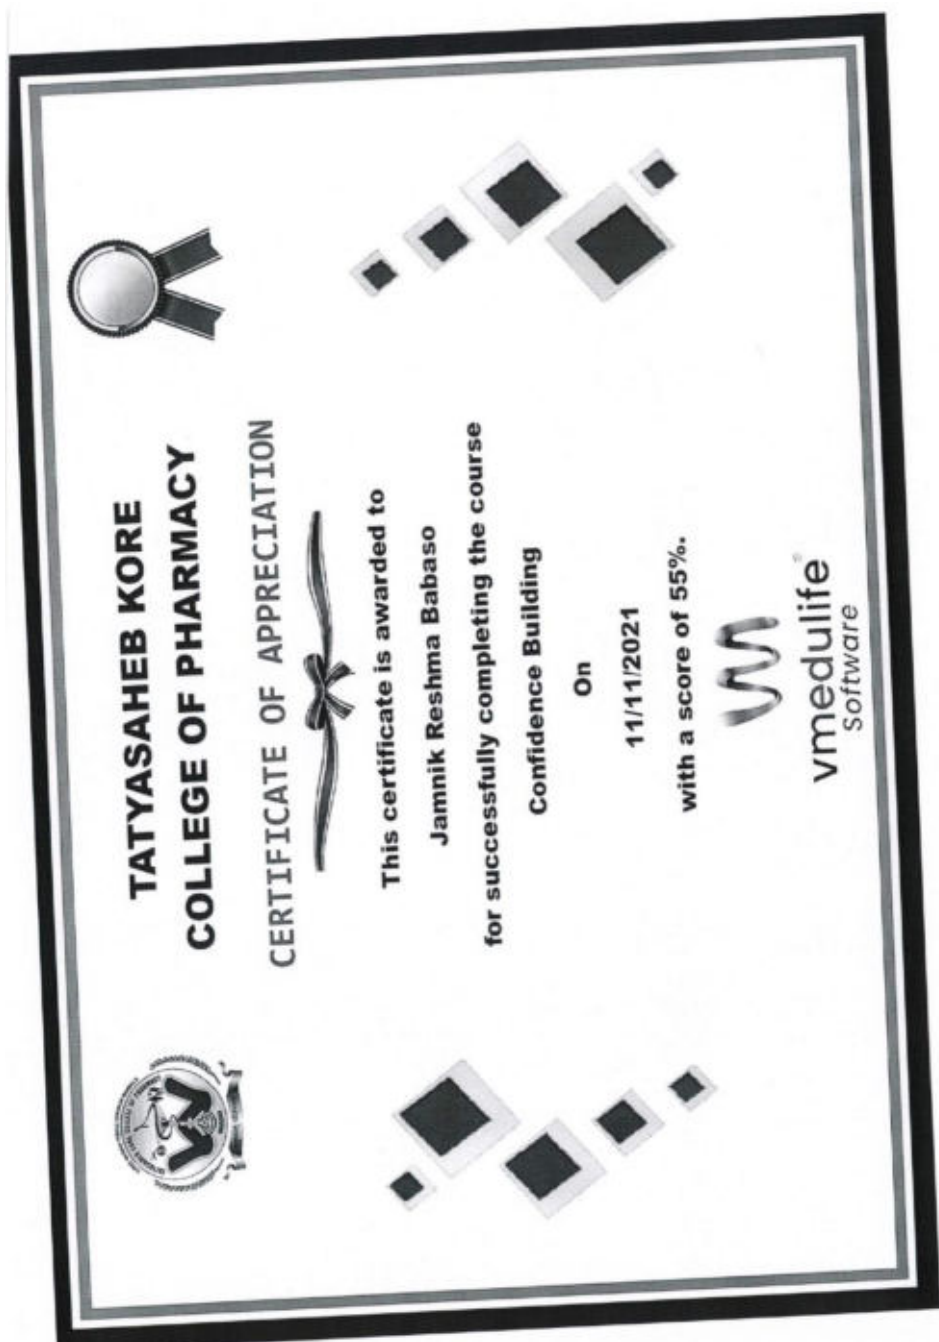 TATYASAHEB KORE
COLLEGE OF PHARMACY
CERTIFICATE OF APPRECIATION
This certificate is awarded to
Jamnik Reshma Babaso
for successfully completing the course
Confidence Building
On
11/11/2021
with a score of 55%.
vmedulife®
Software